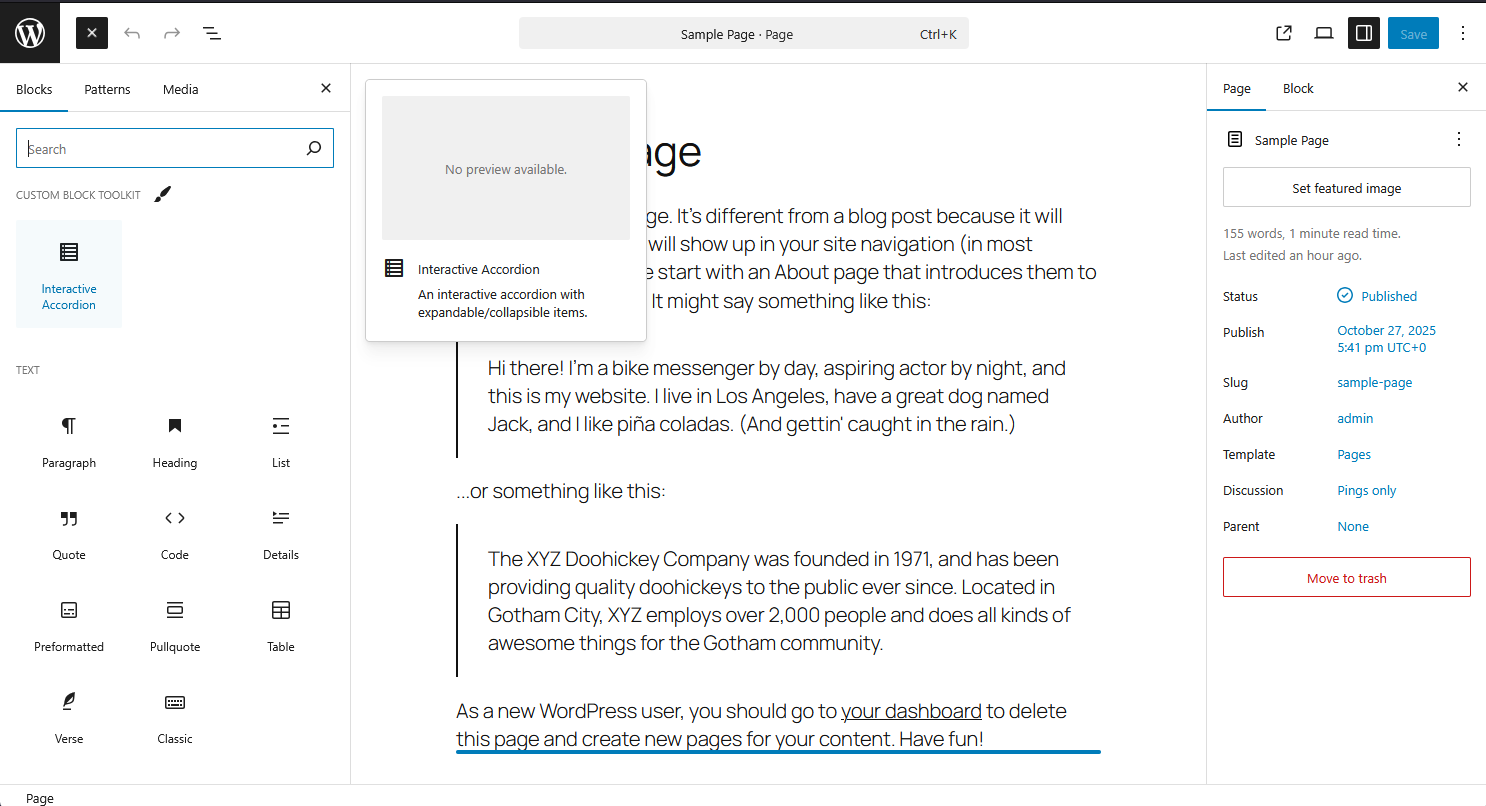 Sample Page · Page
Ctrl+K
Save
Blocks
Patterns
Media
Search
CUSTOM BLOCK TOOLKIT
Interactive
Accordion
TEXT
Paragraph
Heading
List
Quote
Code
Details
Preformatted
Pullquote
Table
Verse
Classic
No preview available.
Interactive Accordion
An interactive accordion with
expandable/collapsible items.
age
ge. It's different from a blog post because it will
will show up in your site navigation (in most
start with an About page that introduces them to
It might say something like this:
Hi there! I'm a bike messenger by day, aspiring actor by night, and
this is my website. I live in Los Angeles, have a great dog named
Jack, and I like piña coladas. (And gettin' caught in the rain.)
...or something like this:
The XYZ Doohickey Company was founded in 1971, and has been
providing quality doohickeys to the public ever since. Located in
Gotham City, XYZ employs over 2,000 people and does all kinds of
awesome things for the Gotham community.
As a new WordPress user, you should go to your dashboard to delete
this page and create new pages for your content. Have fun!
Page
Block
Sample Page
Set featured image
155 words, 1 minute read time.
Last edited an hour ago.
Status
Published
Publish
October 27, 2025
5:41 pm UTC+0
Slug
sample-page
Author
admin
Template
Pages
Discussion
Pings only
Parent
None
Move to trash
Page